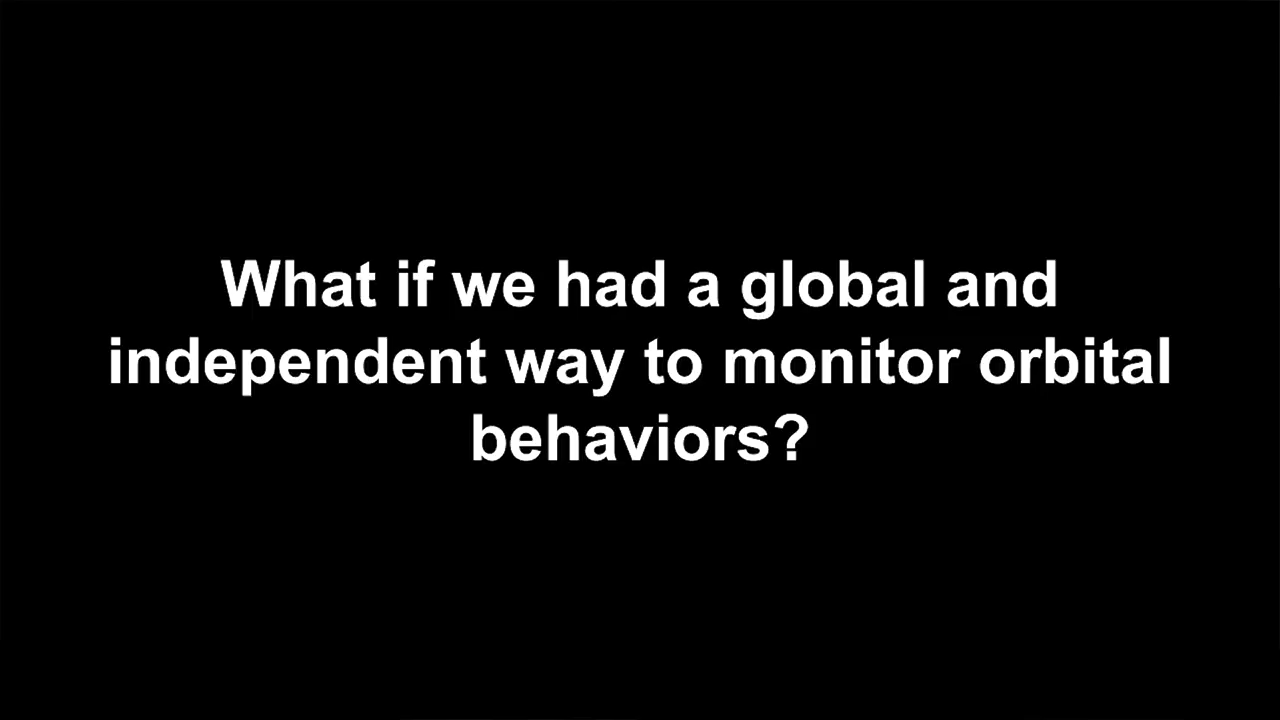 What if we had a global and
independent way to monitor orbital
behaviors?